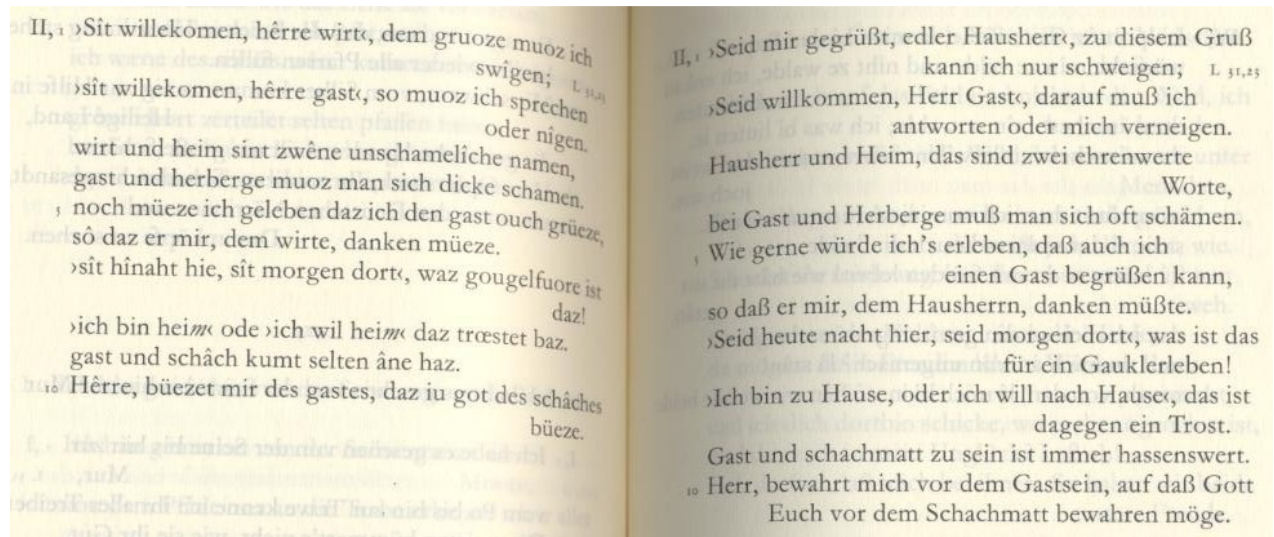 II, 1 ›Sît willekomen, hêrre wirt‹, dem gruoze muoz ich
swîgen; L 31,23
›sît willekomen, hêrre gast‹, so muoz ich sprechen
oder nîgen.
wirt und heim sint zwêne unschamelîche namen,
gast und herberge muoz man sich dicke schamen.
5 noch müeze ich geleben daz ich den gast ouch grüeze,
sô daz er mir, dem wirte, danken müeze.
›sît hînaht hie, sît morgen dort‹, waz gougelfuore ist
daz!
›ich bin heim‹ ode ›ich wil heim‹ daz trœstet baz.
gast und schâch kumt selten âne haz.
10 Hêrre, büezet mir des gastes, daz iu got des schâches
büeze.
II, 1 ›Seid mir gegrüßt, edler Hausherr‹, zu diesem Gruß
kann ich nur schweigen; L 31,23
›Seid willkommen, Herr Gast‹, darauf muß ich
antworten oder mich verneigen.
Hausherr und Heim, das sind zwei ehrenwerte
Worte,
bei Gast und Herberge muß man sich oft schämen.
5 Wie gerne würde ich's erleben, daß auch ich
einen Gast begrüßen kann,
so daß er mir, dem Hausherrn, danken müßte.
›Seid heute nacht hier, seid morgen dort‹, was ist das
für ein Gauklerleben!
›Ich bin zu Hause, oder ich will nach Hause‹, das ist
dagegen ein Trost.
Gast und schachmatt zu sein ist immer hassenswert.
10 Herr, bewahrt mich vor dem Gastsein, auf daß Gott
Euch vor dem Schachmatt bewahren möge.